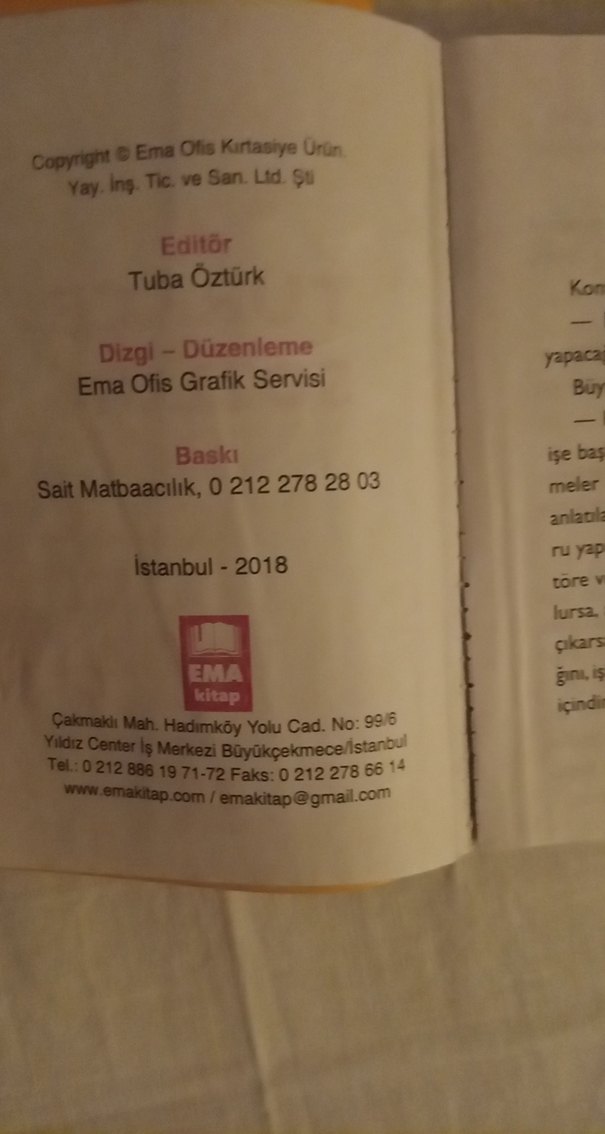 Copyright © Ema Ofis Kırtasiye Ürün.
Yay. İnş. Tic. ve San. Ltd. Şti
Editör
Tuba Öztürk
Dizgi – Düzenleme
Ema Ofis Grafik Servisi
Baskı
Sait Matbaacılık, 0 212 278 28 03
İstanbul - 2018
EMA
kitap
Çakmaklı Mah. Hadımköy Yolu Cad. No: 99/6
Yıldız Center İş Merkezi Büyükçekmece/İstanbul
Tel.: 0 212 886 19 71-72 Faks: 0 212 278 66 14
www.emakitap.com / emakitap@gmail.com
Kon
—
yapaca
Büy
—
işe baş
meler
anlatıla
ru yap
töre v
lursa,
çıkars
ğını, iş
içindi